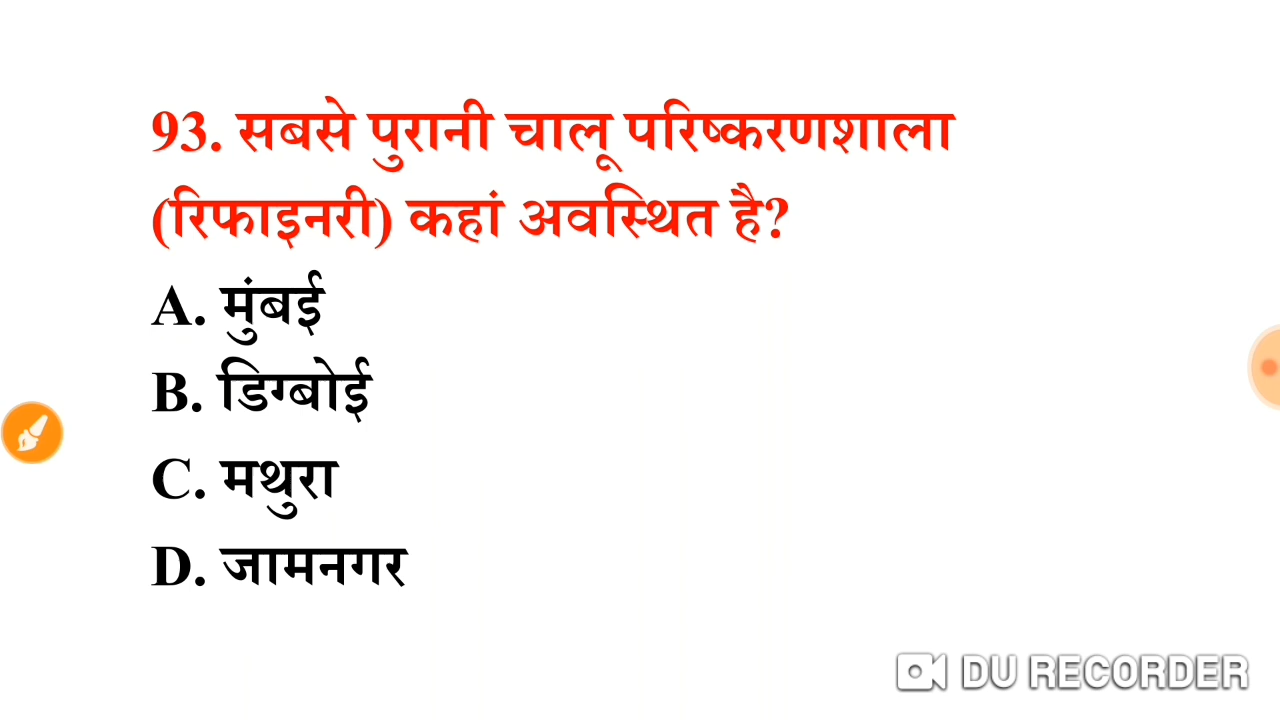 93. सबसे पुरानी चालू परिष्करणशाला
(रिफाइनरी) कहां अवस्थित है?
A. मुंबई
B. डिग्बोई
C. मथुरा
D. जामनगर
DU RECORDER